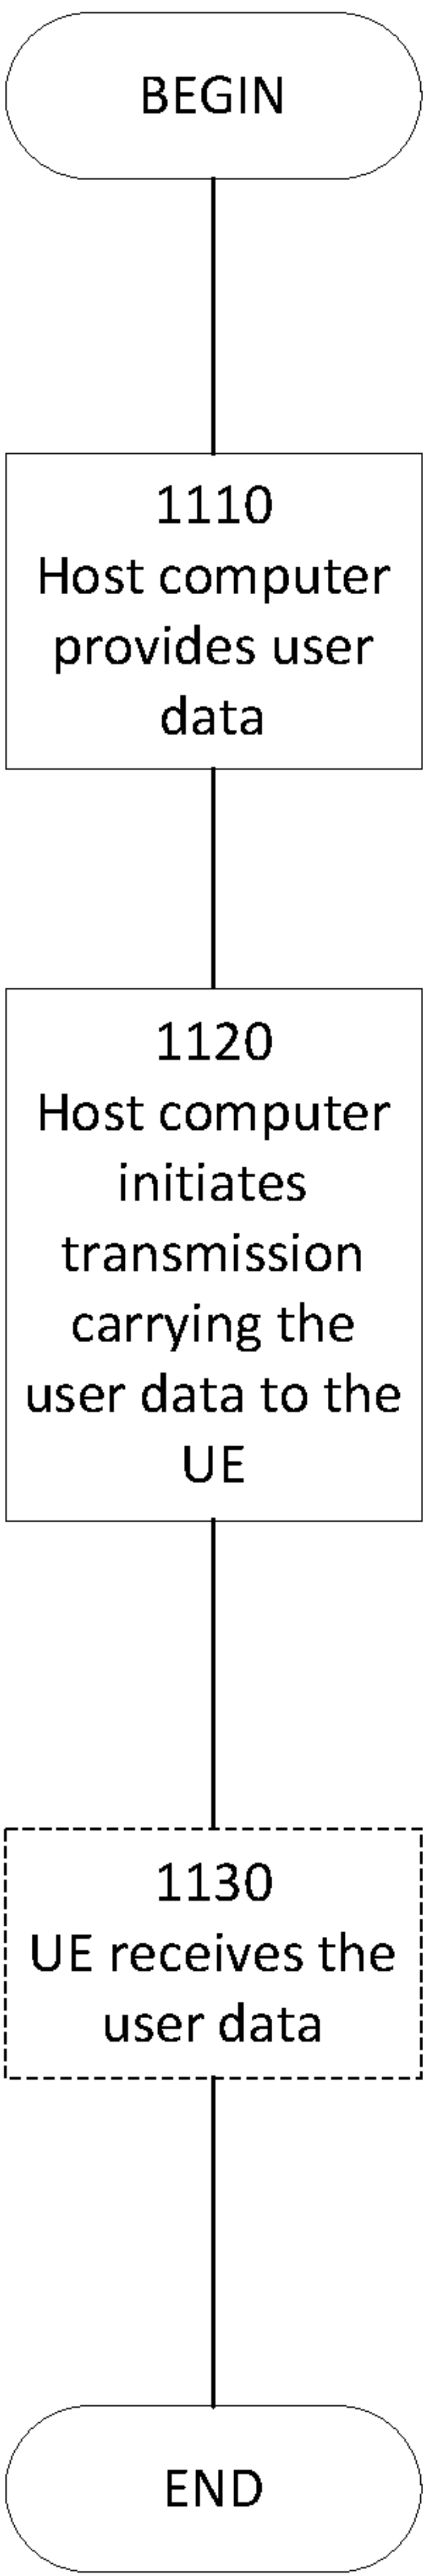 BEGIN
1110
Host computer
provides user
data
1120
Host computer
initiates
transmission
carrying the
user data to the
UE
1130
UE receives the
user data
END